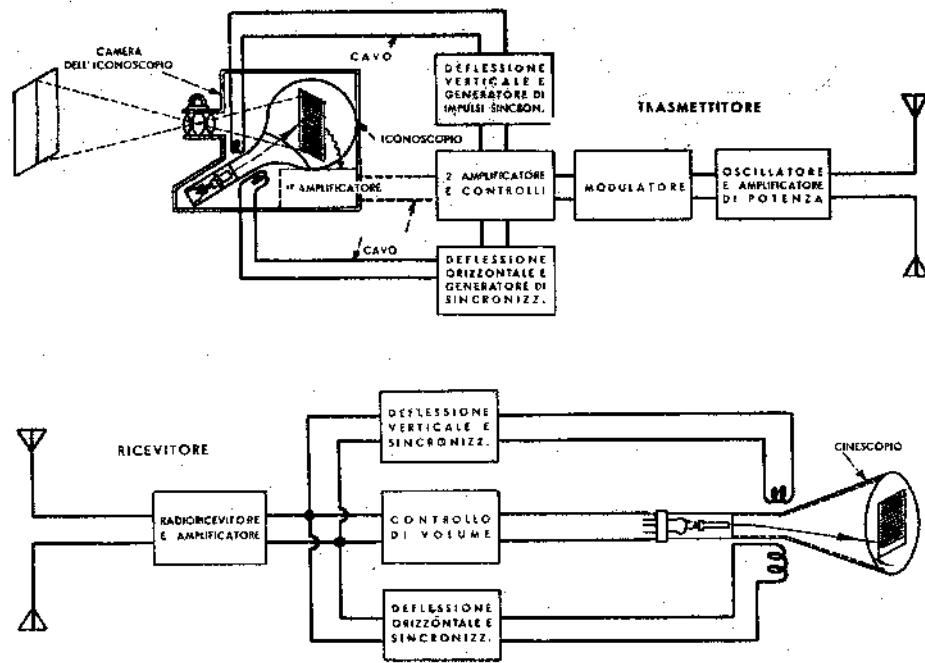 CAMERA
DELL'ICONOSCOPIO
CAVO
DEFLESSIONE
VERTICALE E
GENERATORE DI
IMPULSI SINCRON.
TRASMETTITORE
ICONOSCOPIO
1º AMPLIFICATORE
2 AMPLIFICATORE
E CONTROLLI
MODULATORE
OSCILLATORE
E AMPLIFICATORE
DI POTENZA
CAVO
DEFLESSIONE
ORIZZONTALE E
GENERATORE DI
SINCRONIZZ.
RICEVITORE
DEFLESSIONE
VERTICALE E
SINCRONIZZ.
CINESCOPIO
RADIORICEVITORE
E AMPLIFICATORE
CONTROLLO
DI VOLUME
DEFLESSIONE
ORIZZONTALE E
SINCRONIZZ.